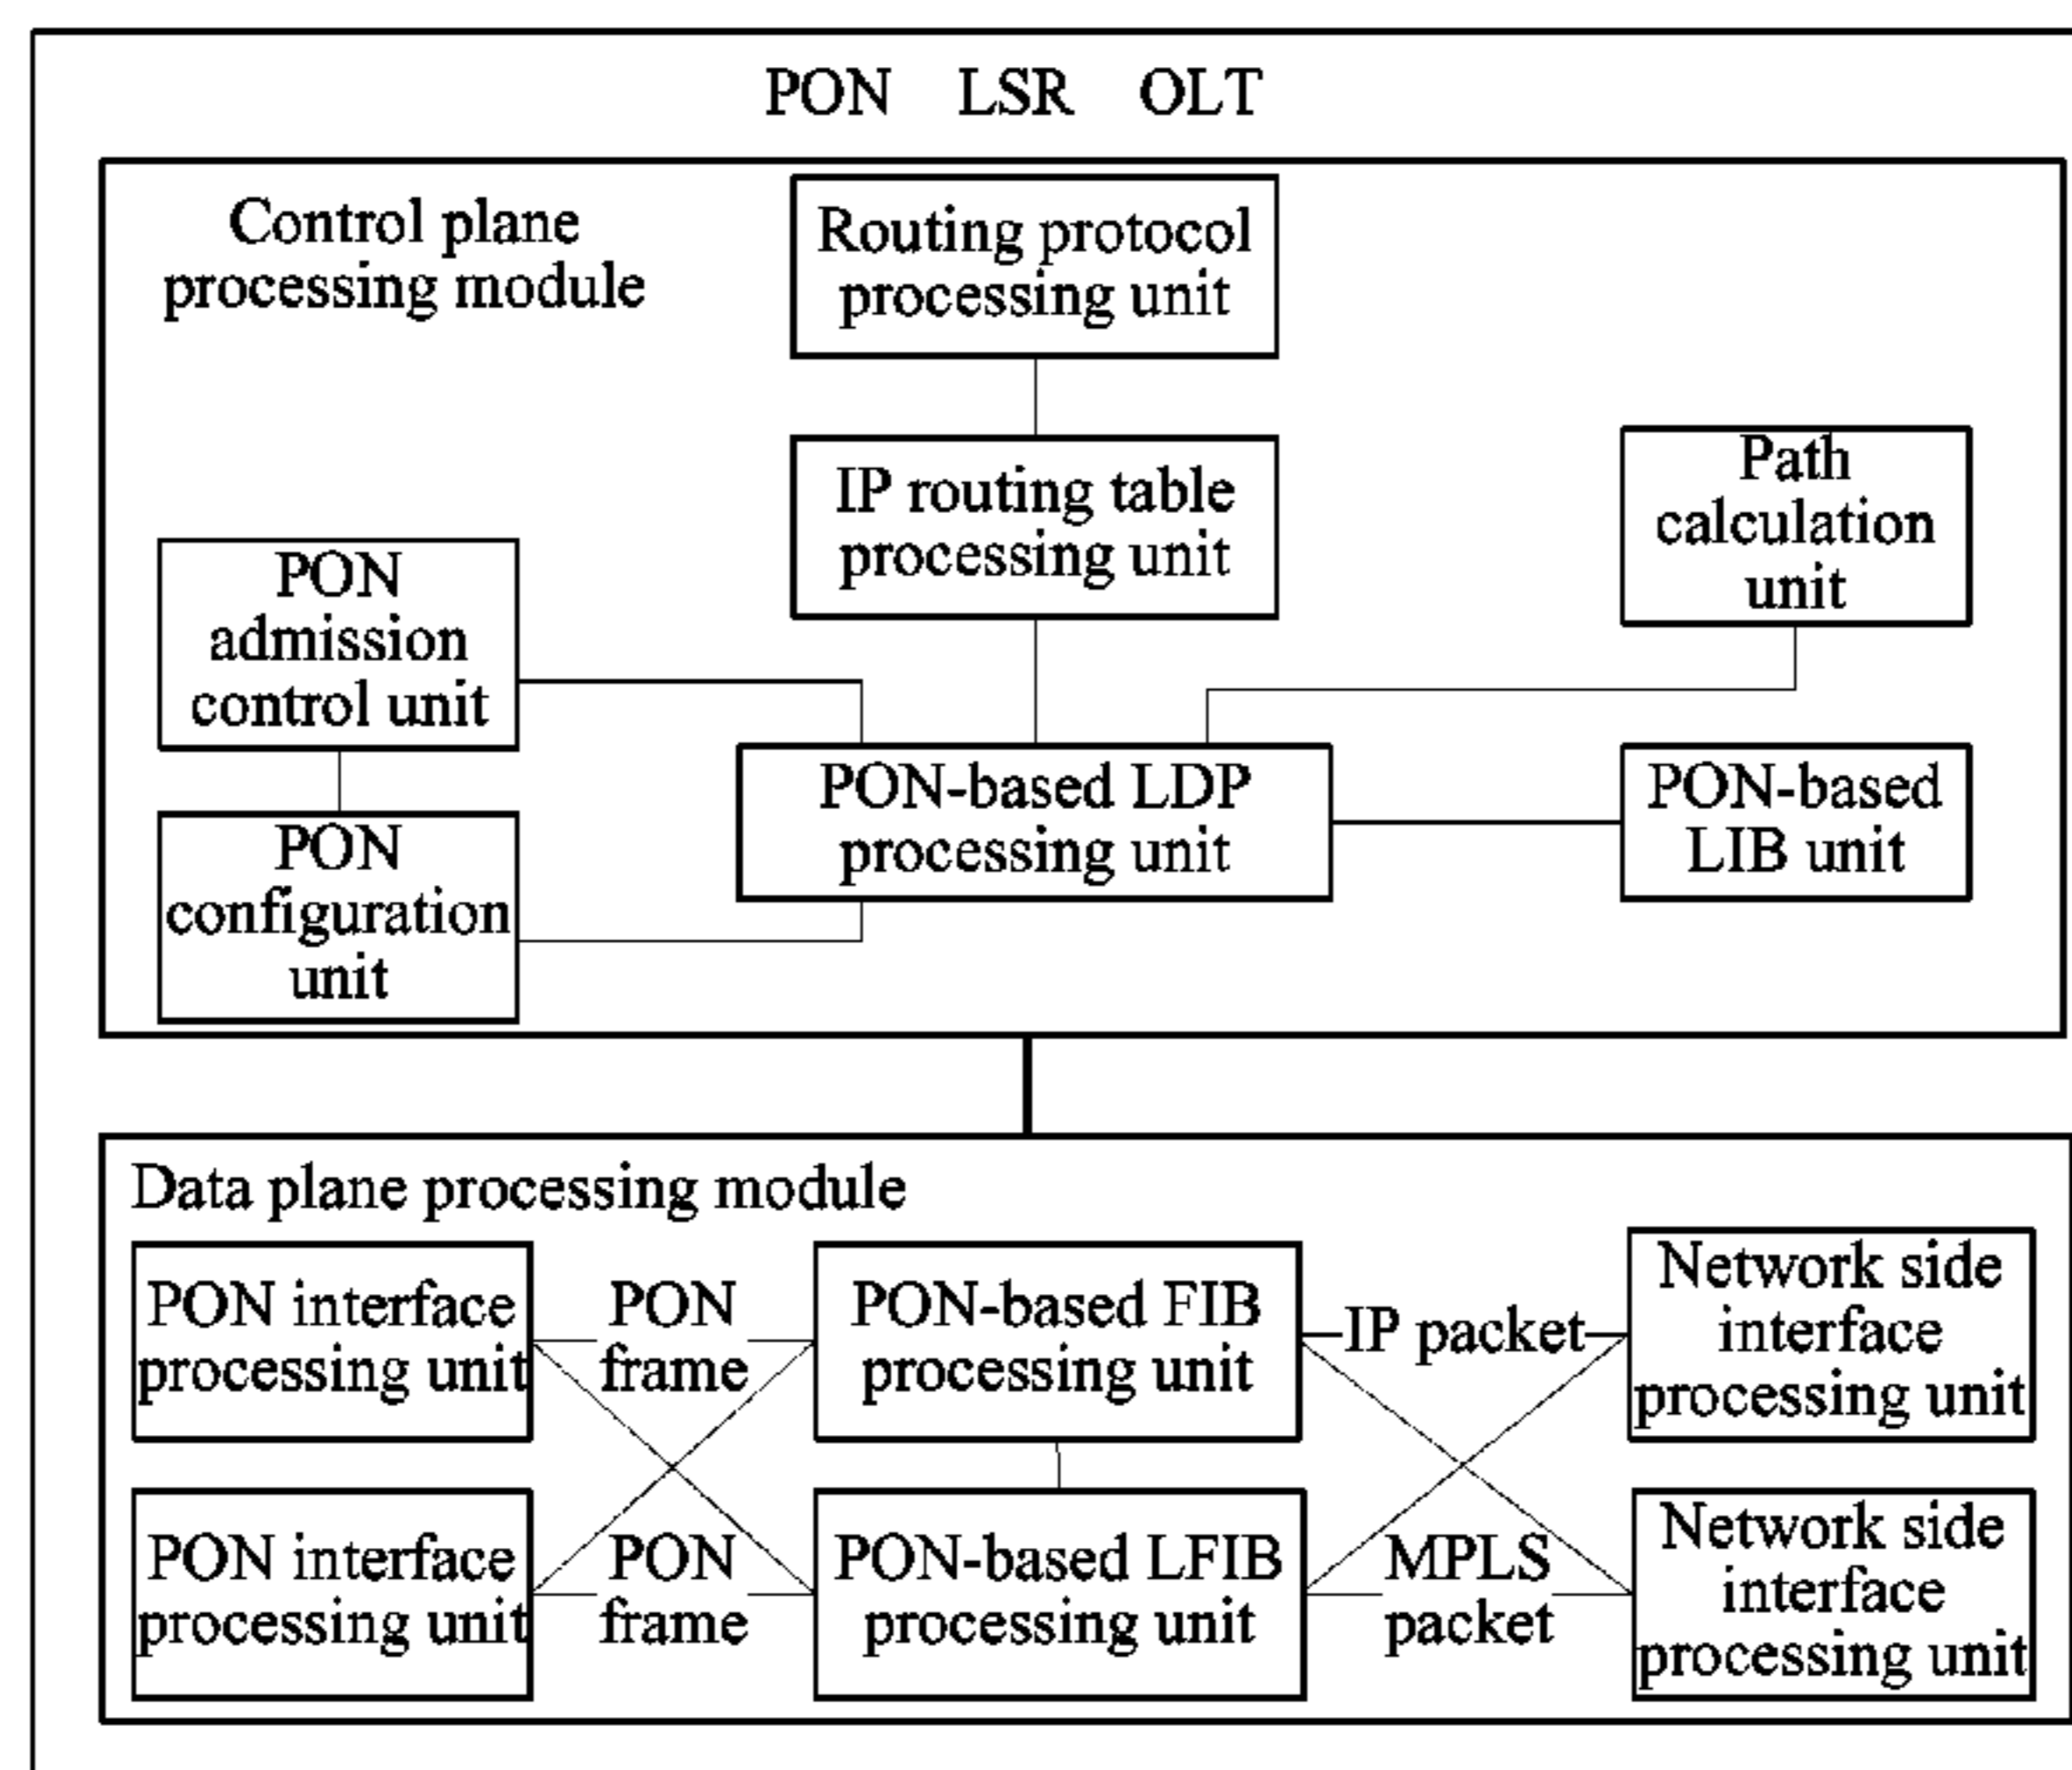 PON LSR OLT
Control plane
processing module
Routing protocol
processing unit
IP routing table
processing unit
Path
calculation
unit
PON
admission
control unit
PON-based LDP
processing unit
PON-based
LIB unit
PON
configuration
unit
Data plane processing module
PON interface
processing unit
PON
frame
PON-based FIB
processing unit
IP packet
Network side
interface
processing unit
PON interface
processing unit
PON
frame
PON-based LFIB
processing unit
MPLS
packet
Network side
interface
processing unit